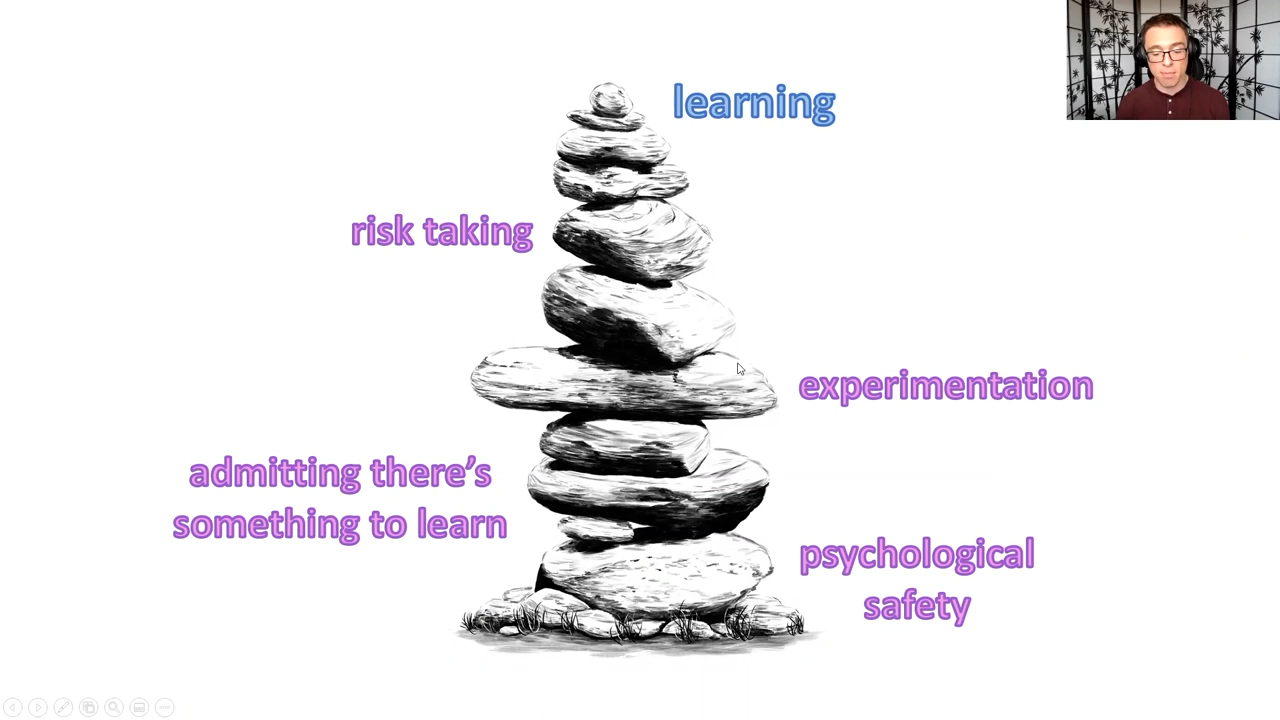 learning
risk taking
experimentation
admitting there’s
something to learn
psychological
safety